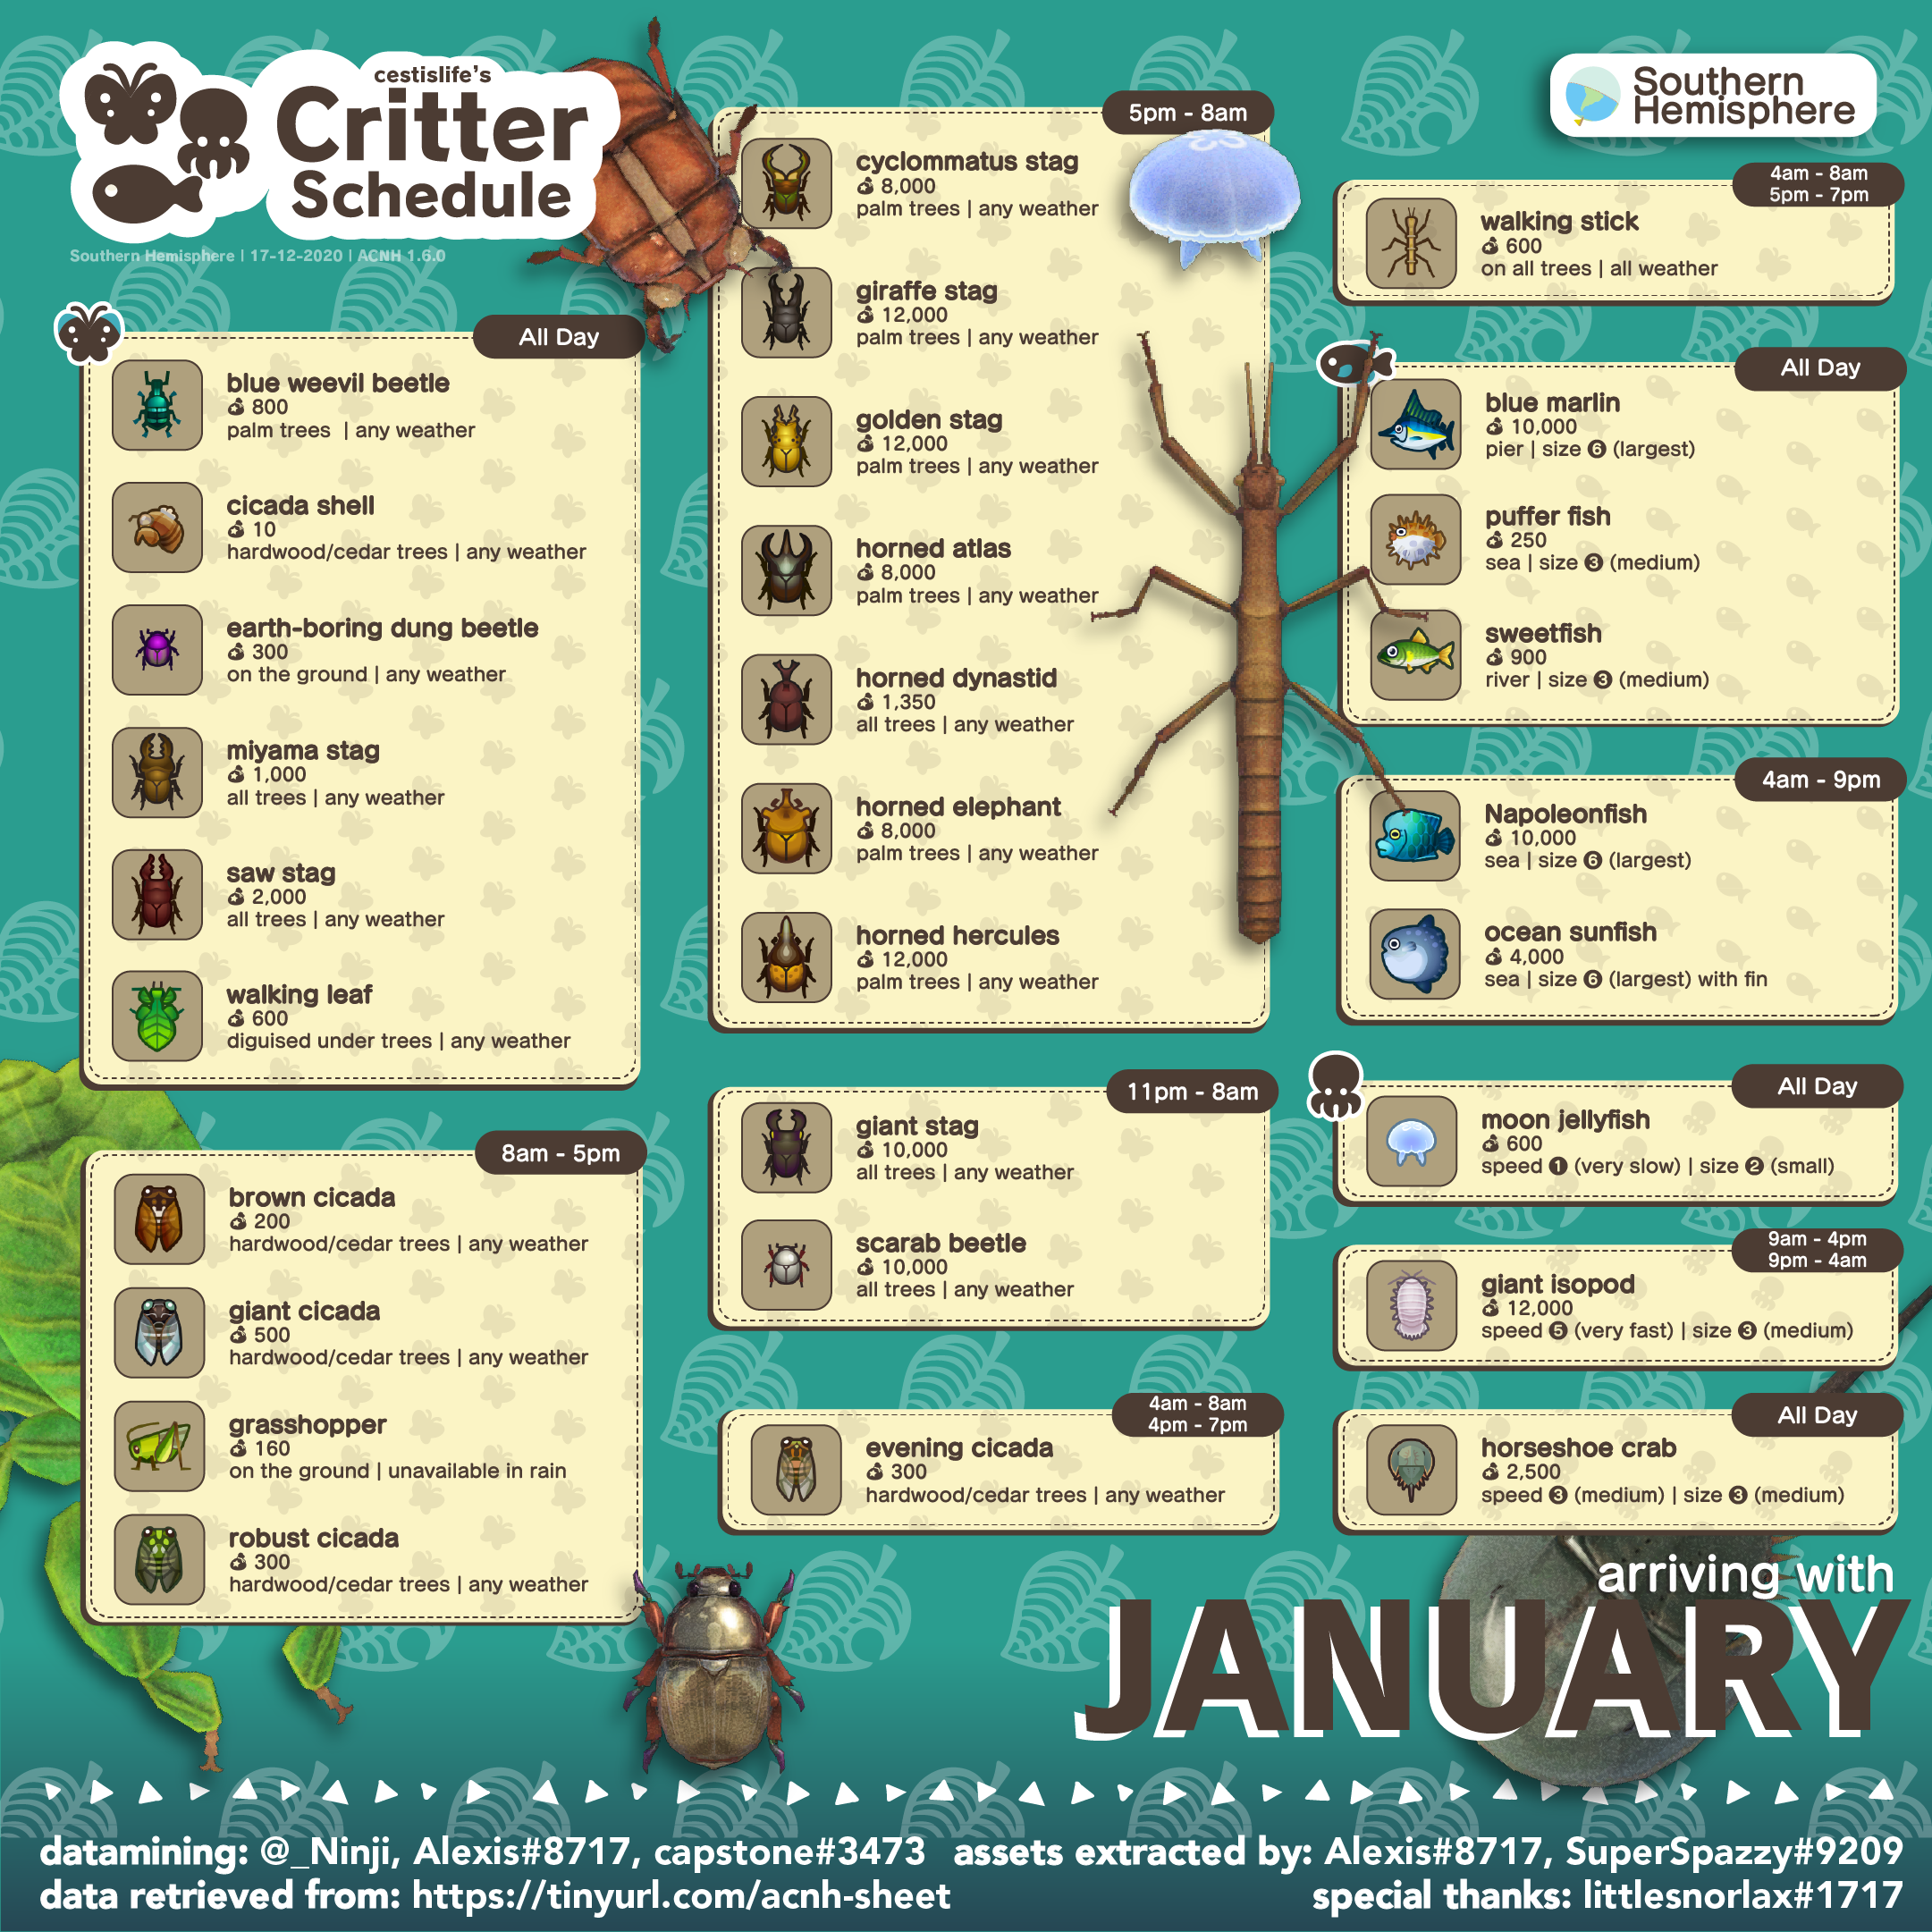 cestislife's
Critter
Schedule
Southern Hemisphere | 17-12-2020 | ACNH 1.6.0
Southern
Hemisphere
All Day
blue weevil beetle
800
palm trees | any weather
cicada shell
10
hardwood/cedar trees | any weather
earth-boring dung beetle
300
on the ground | any weather
miyama stag
1,000
all trees | any weather
saw stag
2,000
all trees | any weather
walking leaf
600
diguised under trees | any weather
8am - 5pm
brown cicada
200
hardwood/cedar trees | any weather
giant cicada
500
hardwood/cedar trees | any weather
grasshopper
160
on the ground | unavailable in rain
robust cicada
300
hardwood/cedar trees | any weather
5pm - 8am
cyclommatus stag
8,000
palm trees | any weather
giraffe stag
12,000
palm trees | any weather
golden stag
12,000
palm trees | any weather
horned atlas
8,000
palm trees | any weather
horned dynastid
1,350
all trees | any weather
horned elephant
8,000
palm trees | any weather
horned hercules
12,000
palm trees | any weather
11pm - 8am
giant stag
10,000
all trees | any weather
scarab beetle
10,000
all trees | any weather
4am - 8am
4pm - 7pm
evening cicada
300
hardwood/cedar trees | any weather
4am - 8am
5pm - 7pm
walking stick
600
on all trees | all weather
All Day
blue marlin
10,000
pier | size 6 (largest)
puffer fish
250
sea | size 3 (medium)
sweetfish
900
river | size 3 (medium)
4am - 9pm
Napoleonfish
10,000
sea | size 6 (largest)
ocean sunfish
4,000
sea | size 6 (largest) with fin
All Day
moon jellyfish
600
speed 1 (very slow) | size 2 (small)
9am - 4pm
9pm - 4am
giant isopod
12,000
speed 5 (very fast) | size 3 (medium)
All Day
horseshoe crab
2,500
speed 3 (medium) | size 3 (medium)
arriving with
JANUARY
datamining: @_Ninji, Alexis#8717, capstone#3473 assets extracted by: Alexis#8717, SuperSpazzy#9209
data retrieved from: https://tinyurl.com/acnh-sheet special thanks: littlesnorlax#1717